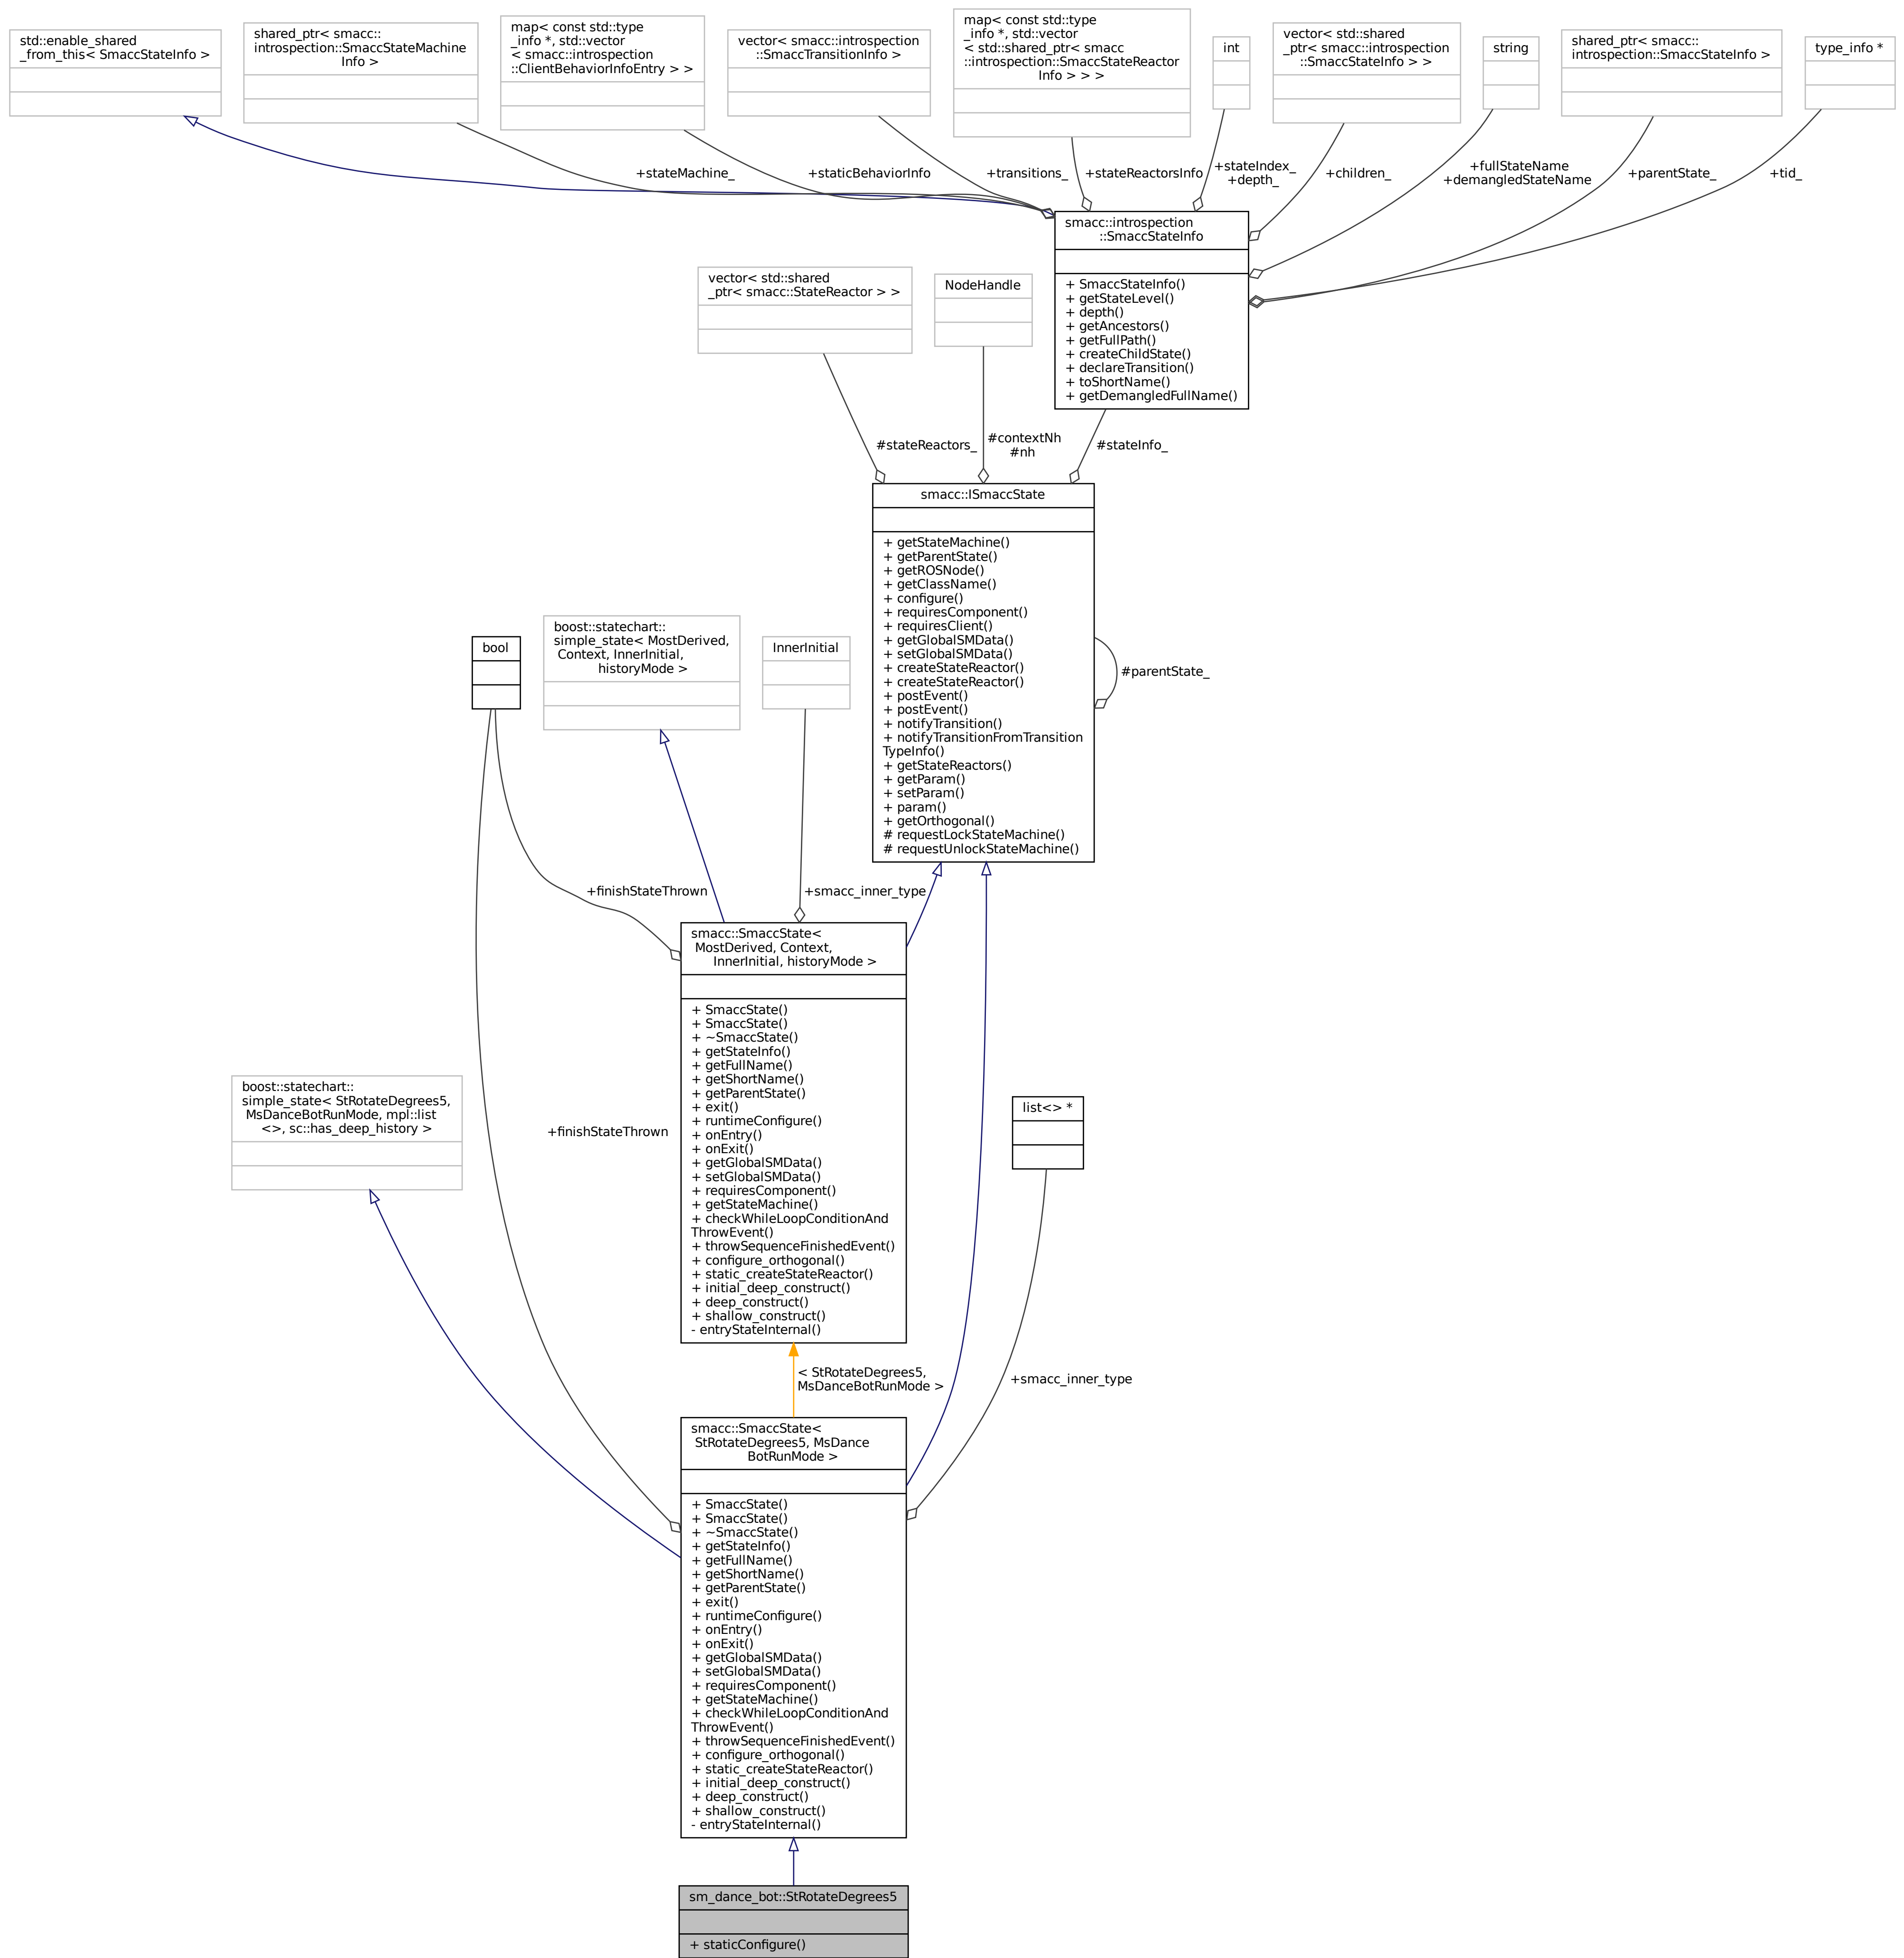 std::enable_shared
_from_this< SmaccStateInfo >
shared_ptr< smacc::
introspection::SmaccStateMachine
Info >
map< const std::type
_info *, std::vector
< smacc::introspection
::ClientBehaviorInfoEntry > >
vector< smacc::introspection
::SmaccTransitionInfo >
map< const std::type
_info *, std::vector
< std::shared_ptr< smacc
::introspection::SmaccStateReactor
Info > > >
int
vector< std::shared
_ptr< smacc::introspection
::SmaccStateInfo > >
string
shared_ptr< smacc::
introspection::SmaccStateInfo >
type_info *
+stateMachine_
+staticBehaviorInfo
+transitions_
+stateReactorsInfo
+stateIndex_
+depth_
+children_
+fullStateName
+demangledStateName
+parentState_
+tid_
smacc::introspection
::SmaccStateInfo
+ SmaccStateInfo()
+ getStateLevel()
+ depth()
+ getAncestors()
+ getFullPath()
+ createChildState()
+ declareTransition()
+ toShortName()
+ getDemangledFullName()
vector< std::shared
_ptr< smacc::StateReactor > >
NodeHandle
#stateReactors_
#contextNh
#nh
#stateInfo_
smacc::ISmaccState
+ getStateMachine()
+ getParentState()
+ getROSNode()
+ getClassName()
+ configure()
+ requiresComponent()
+ requiresClient()
+ getGlobalSMData()
+ setGlobalSMData()
+ createStateReactor()
+ createStateReactor()
+ postEvent()
+ postEvent()
+ notifyTransition()
+ notifyTransitionFromTransition
TypeInfo()
+ getStateReactors()
+ getParam()
+ setParam()
+ param()
+ getOrthogonal()
# requestLockStateMachine()
# requestUnlockStateMachine()
#parentState_
bool
boost::statechart::
simple_state< MostDerived,
Context, InnerInitial,
historyMode >
InnerInitial
+finishStateThrown
+smacc_inner_type
smacc::SmaccState<
MostDerived, Context,
InnerInitial, historyMode >
+ SmaccState()
+ SmaccState()
+ ~SmaccState()
+ getStateInfo()
+ getFullName()
+ getShortName()
+ getParentState()
+ exit()
+ runtimeConfigure()
+ onEntry()
+ onExit()
+ getGlobalSMData()
+ setGlobalSMData()
+ requiresComponent()
+ getStateMachine()
+ checkWhileLoopConditionAnd
ThrowEvent()
+ throwSequenceFinishedEvent()
+ configure_orthogonal()
+ static_createStateReactor()
+ initial_deep_construct()
+ deep_construct()
+ shallow_construct()
- entryStateInternal()
boost::statechart::
simple_state< StRotateDegrees5,
MsDanceBotRunMode, mpl::list
<>, sc::has_deep_history >
+finishStateThrown
list<> *
< StRotateDegrees5,
MsDanceBotRunMode >
+smacc_inner_type
smacc::SmaccState<
StRotateDegrees5, MsDance
BotRunMode >
+ SmaccState()
+ SmaccState()
+ ~SmaccState()
+ getStateInfo()
+ getFullName()
+ getShortName()
+ getParentState()
+ exit()
+ runtimeConfigure()
+ onEntry()
+ onExit()
+ getGlobalSMData()
+ setGlobalSMData()
+ requiresComponent()
+ getStateMachine()
+ checkWhileLoopConditionAnd
ThrowEvent()
+ throwSequenceFinishedEvent()
+ configure_orthogonal()
+ static_createStateReactor()
+ initial_deep_construct()
+ deep_construct()
+ shallow_construct()
- entryStateInternal()
sm_dance_bot::StRotateDegrees5
+ staticConfigure()